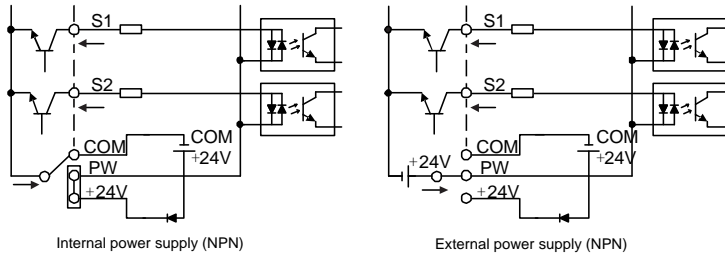 S1
S2
COM
COM
+24V
PW
+24V
Internal power supply (NPN)
S1
S2
COM
COM
+24V
+24V
PW
+24V
External power supply (NPN)